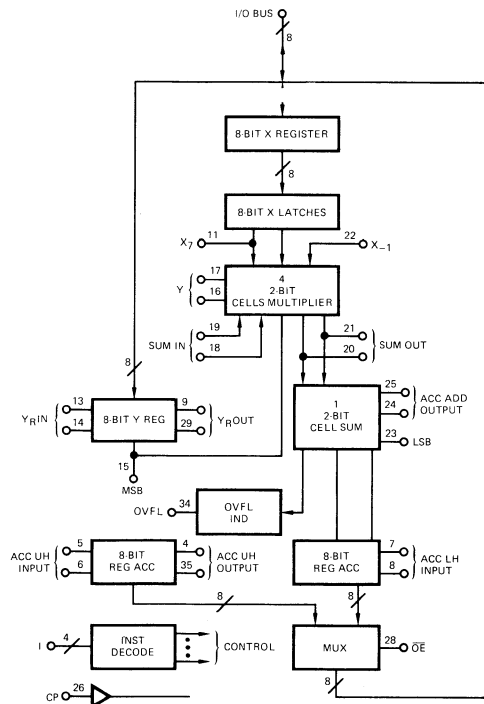 I/O BUS
8
8-BIT X REGISTER
8
8-BIT X LATCHES
X7 11 22 X–1
Y 17 16
4
2-BIT
CELLS MULTIPLIER
SUM IN 19 18
21 20 SUM OUT
8
YR IN 13 14
8-BIT Y REG
9 29 YR OUT
15
MSB
1
2-BIT
CELL SUM
25 24 ACC ADD
OUTPUT
23 LSB
OVFL 34
OVFL
IND
ACC UH
INPUT
5 6
8-BIT
REG ACC
4 35
ACC UH
OUTPUT
8-BIT
REG ACC
7 8
ACC LH
INPUT
8 8
I 4
INST
DECODE
CONTROL
MUX
28 O̅E̅
8
CP 26